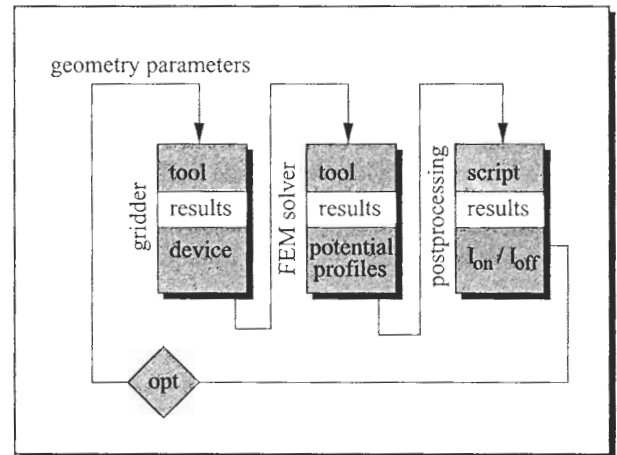 geometry parameters
gridder
tool
results
device
FEM solver
tool
results
potential
profiles
postprocessing
script
results
Ion / Ioff
opt